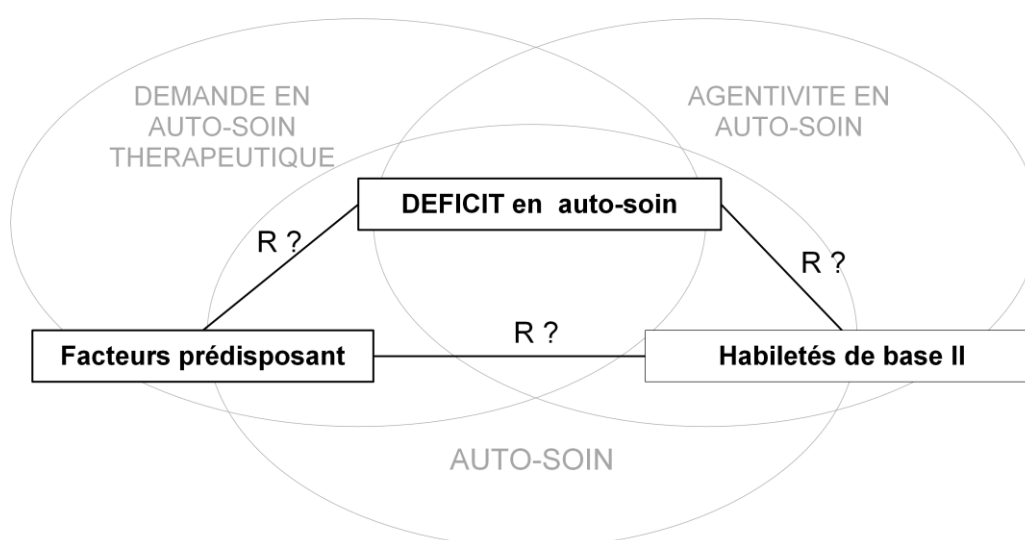 DEMANDE EN
AUTO-SOIN
THERAPEUTIQUE
AGENTIVITE EN
AUTO-SOIN
DEFICIT en auto-soin
R ?
R ?
R ?
Facteurs prédisposant
Habiletés de base II
AUTO-SOIN